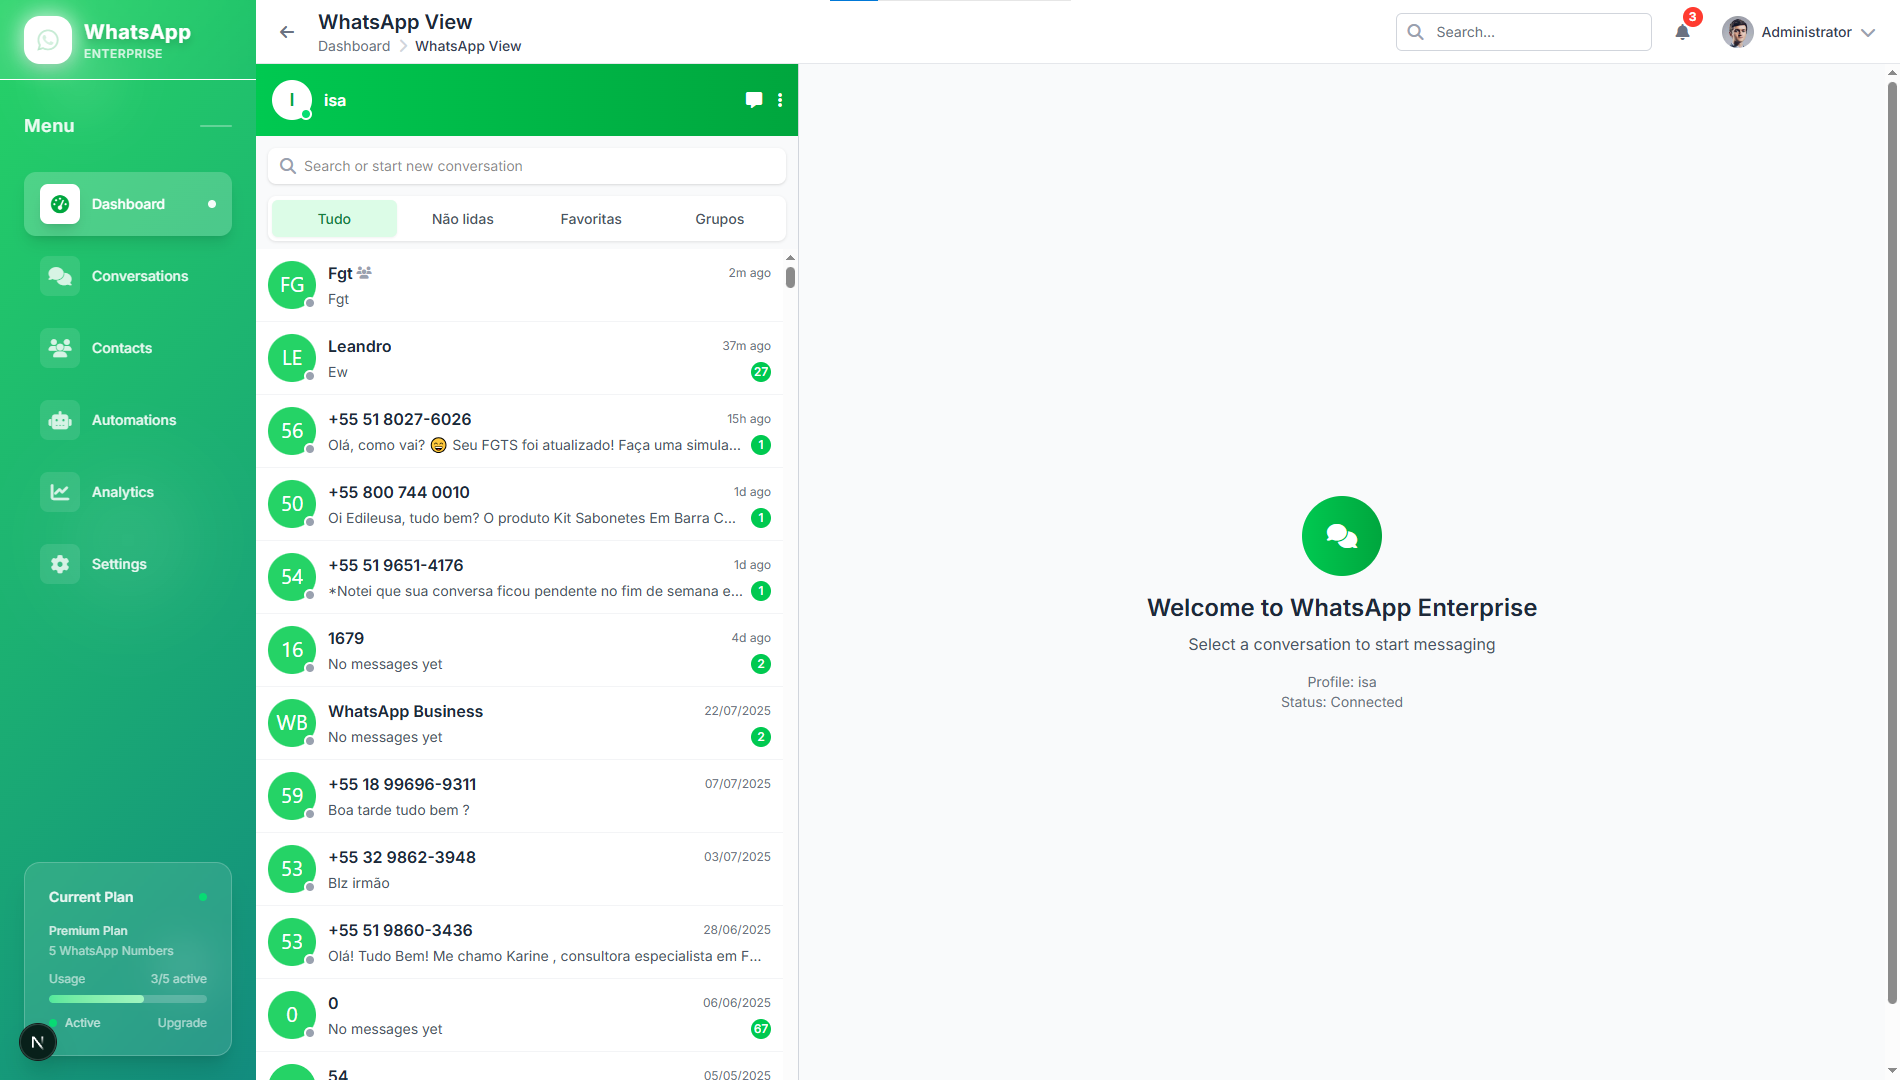 WhatsApp
ENTERPRISE
Menu
Dashboard
Conversations
Contacts
Automations
Analytics
Settings
Current Plan
Premium Plan
5 WhatsApp Numbers
Usage 3/5 active
Active Upgrade
N
WhatsApp View
Dashboard > WhatsApp View
Search...
3
Administrator
I isa
Search or start new conversation
Tudo Não lidas Favoritas Grupos
FG Fgt 2m ago
Fgt
LE Leandro 37m ago
Ew 27
56 +55 51 8027-6026 15h ago
Olá, como vai? 😄 Seu FGTS foi atualizado! Faça uma simula... 1
50 +55 800 744 0010 1d ago
Oi Edileusa, tudo bem? O produto Kit Sabonetes Em Barra C... 1
54 +55 51 9651-4176 1d ago
*Notei que sua conversa ficou pendente no fim de semana e... 1
16 1679 4d ago
No messages yet 2
WB WhatsApp Business 22/07/2025
No messages yet 2
59 +55 18 99696-9311 07/07/2025
Boa tarde tudo bem ?
53 +55 32 9862-3948 03/07/2025
Blz irmão
53 +55 51 9860-3436 28/06/2025
Olá! Tudo Bem! Me chamo Karine , consultora especialista em F...
0 0 06/06/2025
No messages yet 67
54 05/05/2025
Welcome to WhatsApp Enterprise
Select a conversation to start messaging
Profile: isa
Status: Connected